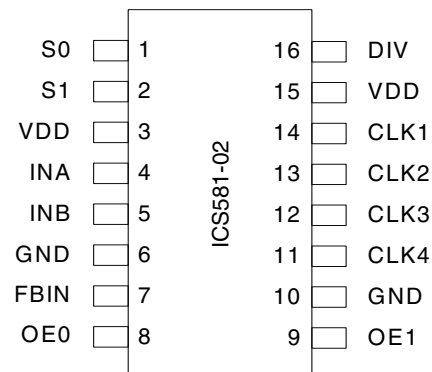 S0 1 16 DIV
S1 2 15 VDD
VDD 3 14 CLK1
INA 4 13 CLK2
INB 5 12 CLK3
GND 6 11 CLK4
FBIN 7 10 GND
OE0 8 9 OE1
ICS581-02